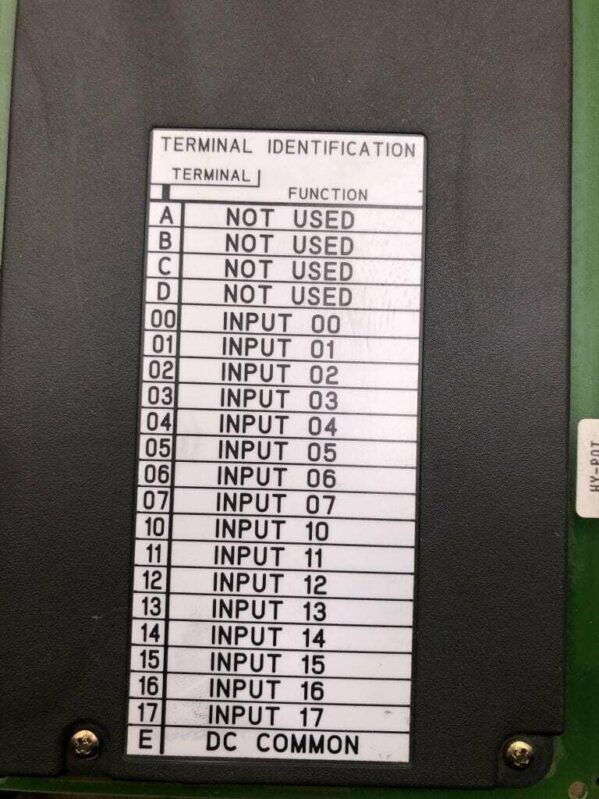 TERMINAL IDENTIFICATION
TERMINAL
FUNCTION
A NOT USED
B NOT USED
C NOT USED
D NOT USED
00 INPUT 00
01 INPUT 01
02 INPUT 02
03 INPUT 03
04 INPUT 04
05 INPUT 05
06 INPUT 06
07 INPUT 07
10 INPUT 10
11 INPUT 11
12 INPUT 12
13 INPUT 13
14 INPUT 14
15 INPUT 15
16 INPUT 16
17 INPUT 17
E DC COMMON
HY-POT